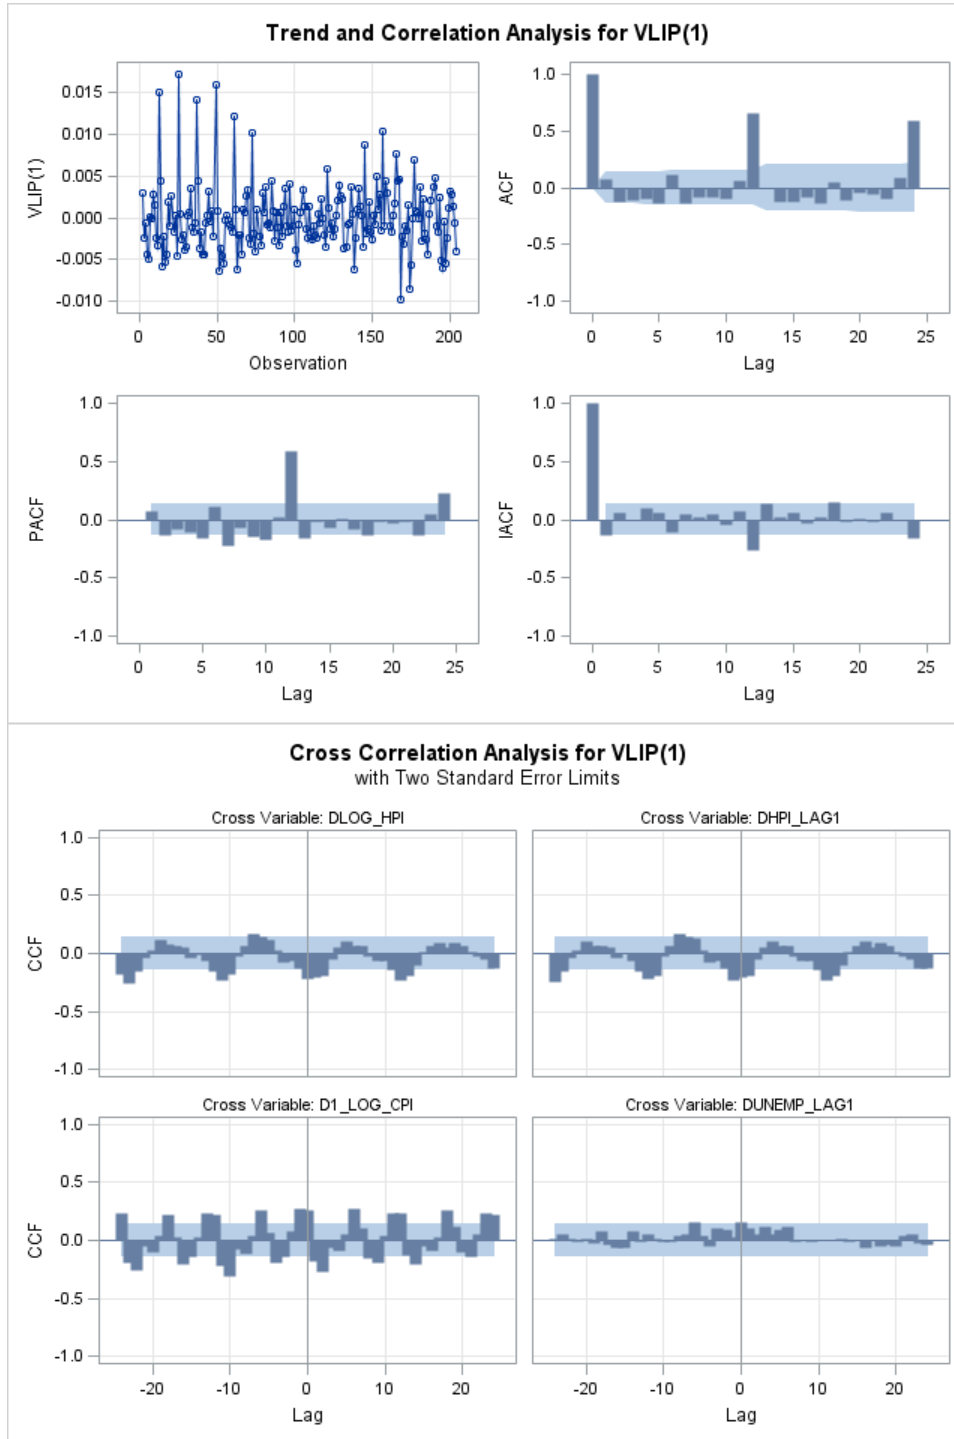 Trend and Correlation Analysis for VLIP(1)
VLIP(1)
0.015
0.010
0.005
0.000
-0.005
-0.010
0 50 100 150 200
Observation
ACF
1.0
0.5
0.0
-0.5
-1.0
0 5 10 15 20 25
Lag
PACF
1.0
0.5
0.0
-0.5
-1.0
0 5 10 15 20 25
Lag
IACF
1.0
0.5
0.0
-0.5
-1.0
0 5 10 15 20 25
Lag
Cross Correlation Analysis for VLIP(1)
with Two Standard Error Limits
Cross Variable: DLOG_HPI
Cross Variable: DHPI_LAG1
CCF
1.0
0.5
0.0
-0.5
-1.0
Cross Variable: D1_LOG_CPI
Cross Variable: DUNEMP_LAG1
CCF
1.0
0.5
0.0
-0.5
-1.0
-20 -10 0 10 20
Lag
-20 -10 0 10 20
Lag